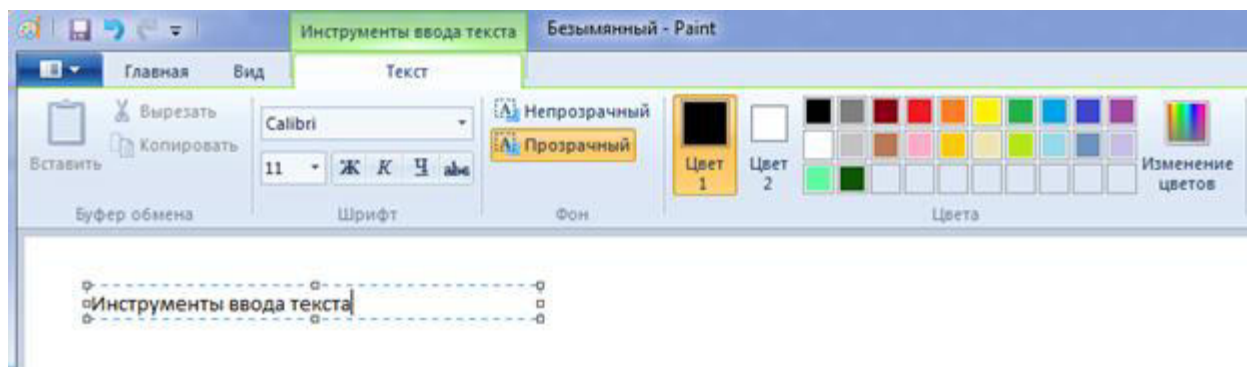 Инструменты ввода текста Безымянный - Paint
Главная Вид Текст
Вставить
Вырезать
Копировать
Буфер обмена
Calibri
11 Ж К Ч abc
Шрифт
Непрозрачный
Прозрачный
Фон
Цвет 1
Цвет 2
Изменение цветов
Цвета
Инструменты ввода текста